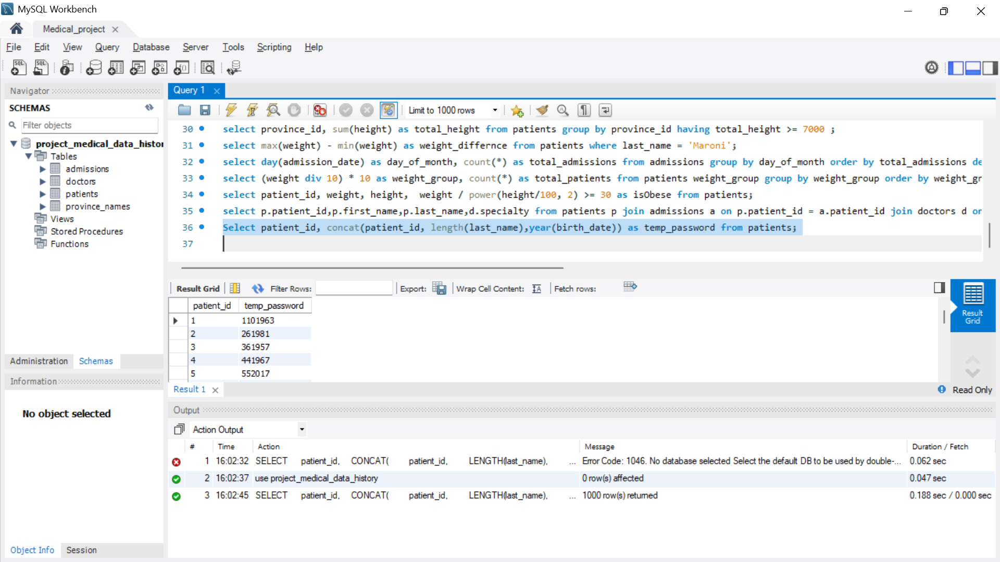 MySQL Workbench
Medical_project
File Edit View Query Database Server Tools Scripting Help
Navigator
SCHEMAS
Filter objects
project_medical_data_histor
Tables
admissions
doctors
patients
province_names
Views
Stored Procedures
Functions
Administration Schemas
Information
No object selected
Object Info Session
Query 1
Limit to 1000 rows
30 select province_id, sum(height) as total_height from patients group by province_id having total_height >= 7000 ;
31 select max(weight) - min(weight) as weight_differnce from patients where last_name = 'Maroni';
32 select day(admission_date) as day_of_month, count(*) as total_admissions from admissions group by day_of_month order by total_admissions de
33 select (weight div 10) * 10 as weight_group, count(*) as total_patients from patients weight_group group by weight_group order by weight_gr
34 select patient_id, weight, height, weight / power(height/100, 2) >= 30 as isObese from patients;
35 select p.patient_id,p.first_name,p.last_name,d.specialty from patients p join admissions a on p.patient_id = a.patient_id join doctors d on
36 Select patient_id, concat(patient_id, length(last_name),year(birth_date)) as temp_password from patients;
37
Result Grid Filter Rows: Export: Wrap Cell Content: Fetch rows:
patient_id temp_password
1 1101963
2 261981
3 361957
4 441967
5 552017
Result Grid
Result 1
Read Only
Output
Action Output
# Time Action Message Duration / Fetch
1 16:02:32 SELECT patient_id, CONCAT( patient_id, LENGTH(last_name), ... Error Code: 1046. No database selected Select the default DB to be used by double-... 0.062 sec
2 16:02:37 use project_medical_data_history 0 row(s) affected 0.047 sec
3 16:02:45 SELECT patient_id, CONCAT( patient_id, LENGTH(last_name), ... 1000 row(s) returned 0.188 sec / 0.000 sec